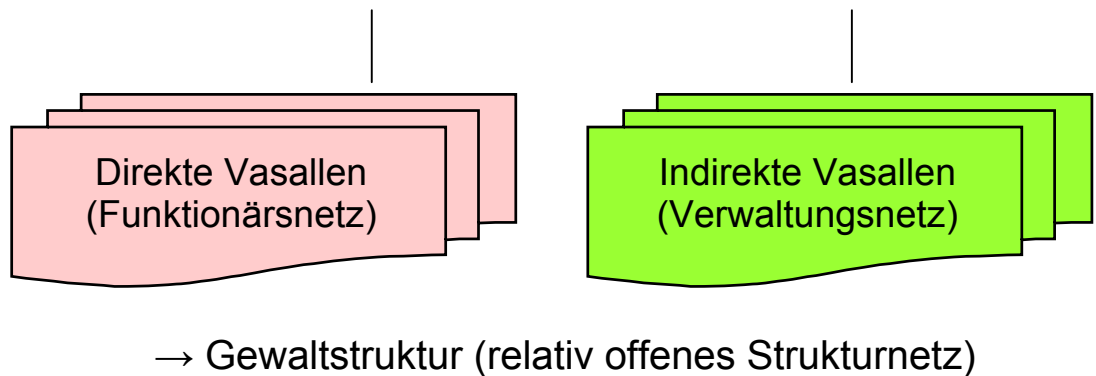 Direkte Vasallen
(Funktionärsnetz)
Indirekte Vasallen
(Verwaltungsnetz)
→ Gewaltstruktur (relativ offenes Strukturnetz)